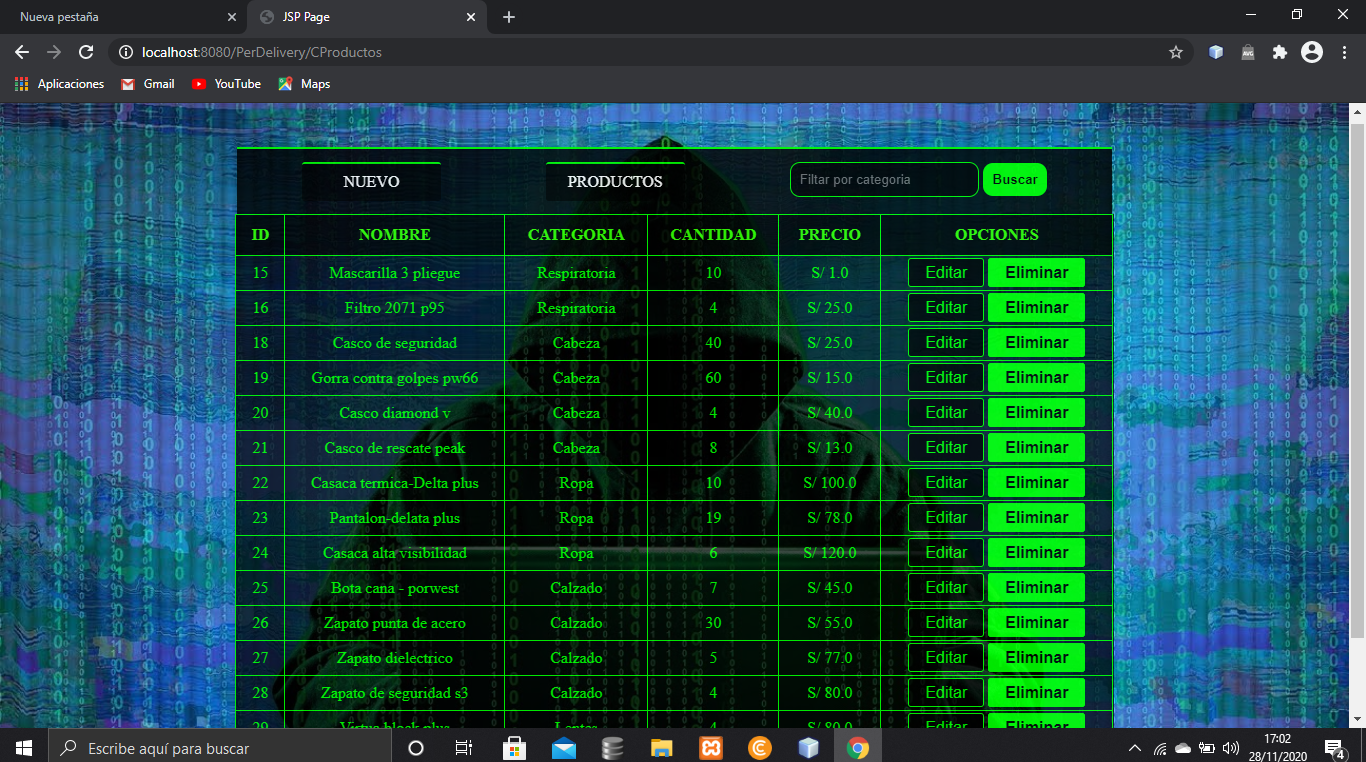 Nueva pestaña
JSP Page
localhost:8080/PerDelivery/CProductos
AVG
Aplicaciones Gmail YouTube Maps
NUEVO PRODUCTOS Filtar por categoria Buscar
ID NOMBRE CATEGORIA CANTIDAD PRECIO OPCIONES
15 Mascarilla 3 pliegue Respiratoria 10 S/ 1.0 Editar Eliminar
16 Filtro 2071 p95 Respiratoria 4 S/ 25.0 Editar Eliminar
18 Casco de seguridad Cabeza 40 S/ 25.0 Editar Eliminar
19 Gorra contra golpes pw66 Cabeza 60 S/ 15.0 Editar Eliminar
20 Casco diamond v Cabeza 4 S/ 40.0 Editar Eliminar
21 Casco de rescate peak Cabeza 8 S/ 13.0 Editar Eliminar
22 Casaca termica-Delta plus Ropa 10 S/ 100.0 Editar Eliminar
23 Pantalon-delata plus Ropa 19 S/ 78.0 Editar Eliminar
24 Casaca alta visibilidad Ropa 6 S/ 120.0 Editar Eliminar
25 Bota cana - porwest Calzado 7 S/ 45.0 Editar Eliminar
26 Zapato punta de acero Calzado 30 S/ 55.0 Editar Eliminar
27 Zapato dielectrico Calzado 5 S/ 77.0 Editar Eliminar
28 Zapato de seguridad s3 Calzado 4 S/ 80.0 Editar Eliminar
29 Virtua block plus Lentes 4 S/ 80.0 Editar Eliminar
Escribe aquí para buscar
17:02
28/11/2020
4